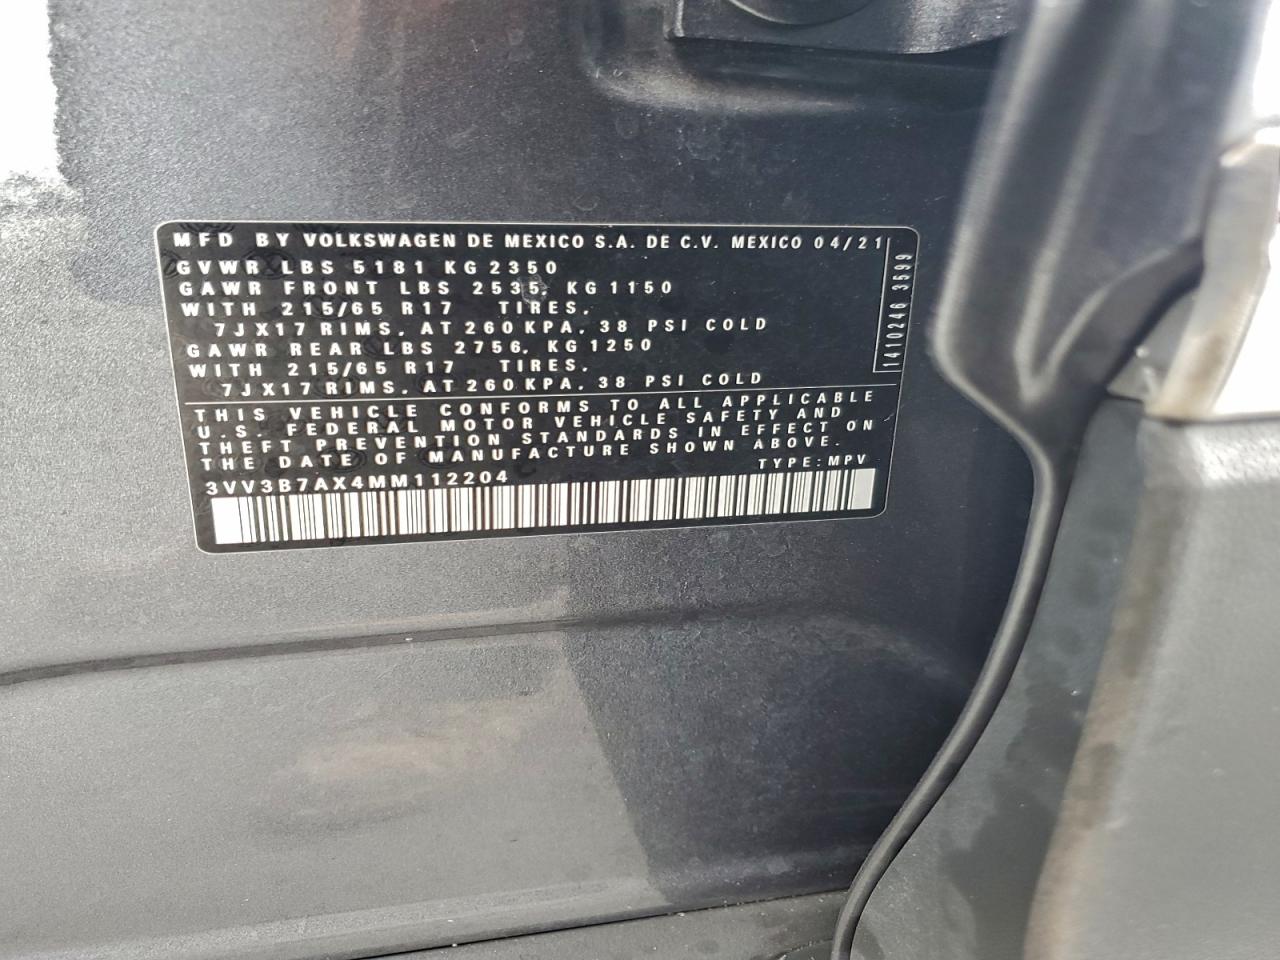 MFD BY VOLKSWAGEN DE MEXICO S.A. DE C.V. MEXICO 04/21
GVWR LBS 5181 KG 2350
GAWR FRONT LBS 2535, KG 1150
WITH 215/65 R17 TIRES,
7JX17 RIMS, AT 260 KPA, 38 PSI COLD
GAWR REAR LBS 2756, KG 1250
WITH 215/65 R17 TIRES,
7JX17 RIMS, AT 260 KPA, 38 PSI COLD
1410246 3599
THIS VEHICLE CONFORMS TO ALL APPLICABLE
U.S. FEDERAL MOTOR VEHICLE SAFETY AND
THEFT PREVENTION STANDARDS IN EFFECT ON
THE DATE OF MANUFACTURE SHOWN ABOVE.
TYPE: MPV
3VV3B7AX4MM112204